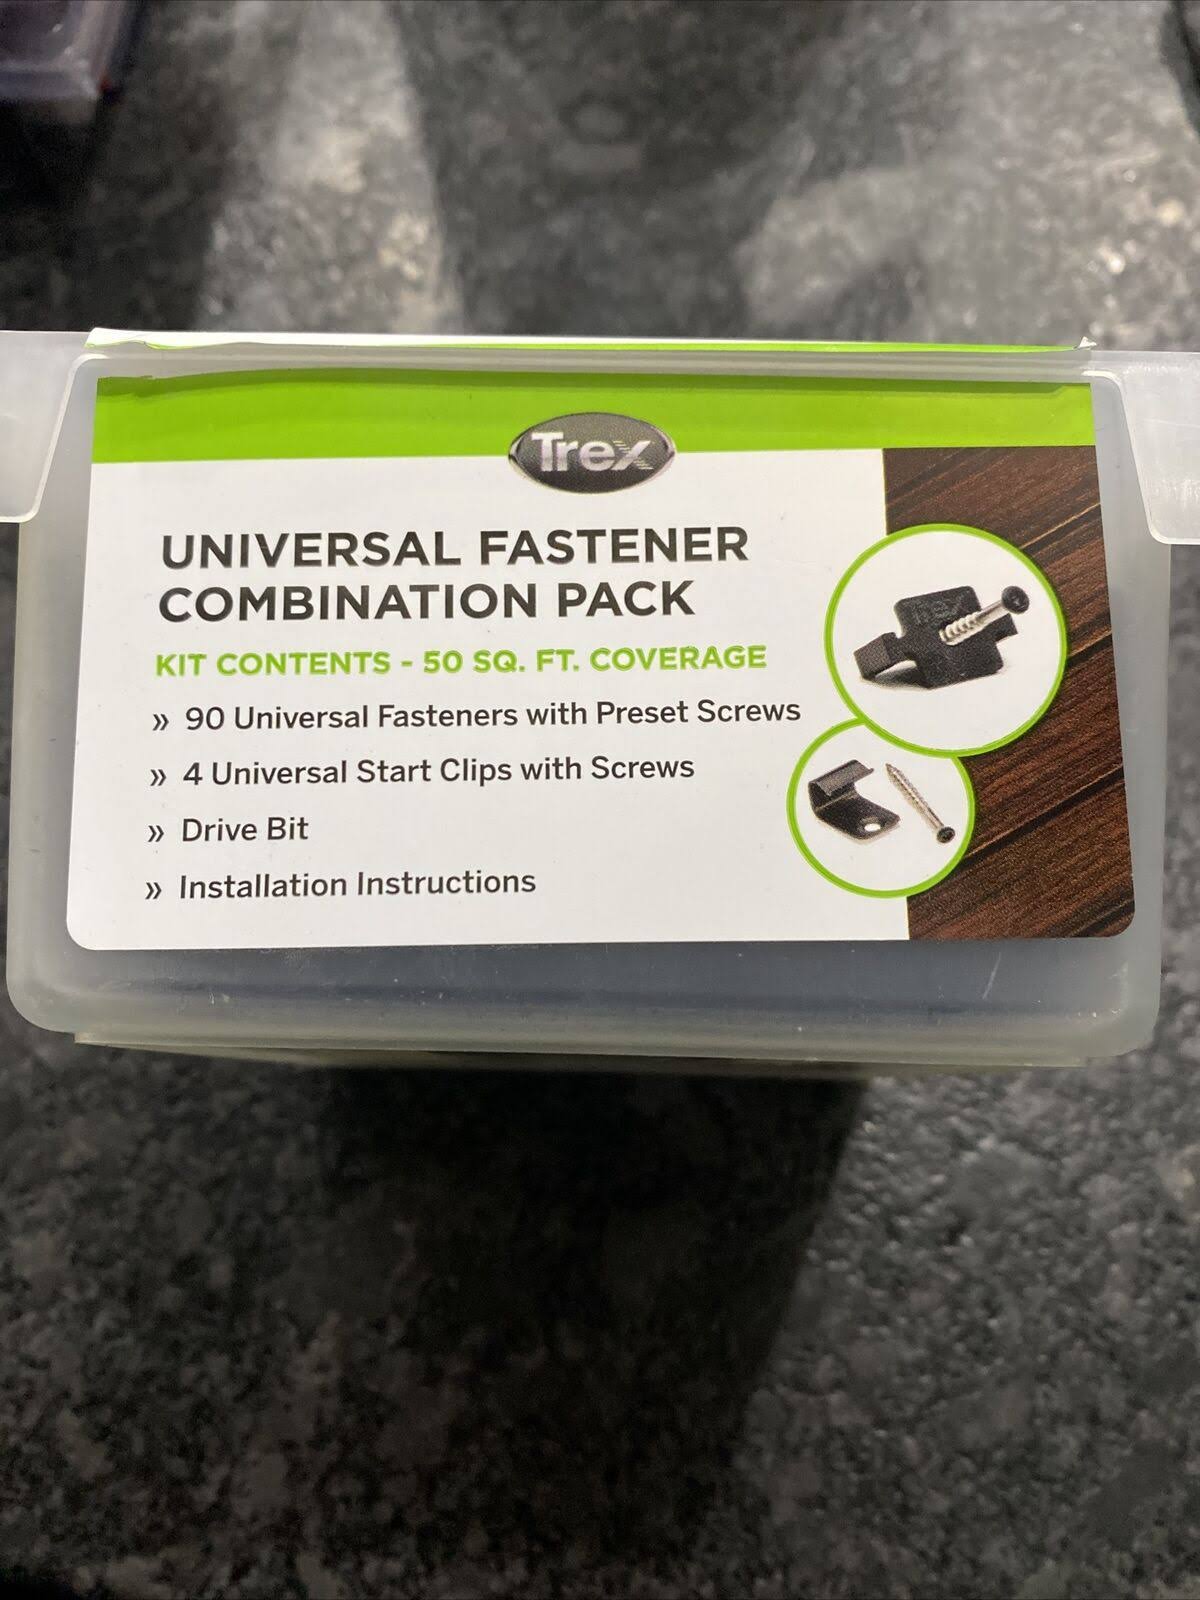 Trex
UNIVERSAL FASTENER
COMBINATION PACK
KIT CONTENTS - 50 SQ. FT. COVERAGE
» 90 Universal Fasteners with Preset Screws
» 4 Universal Start Clips with Screws
» Drive Bit
» Installation Instructions
Trex